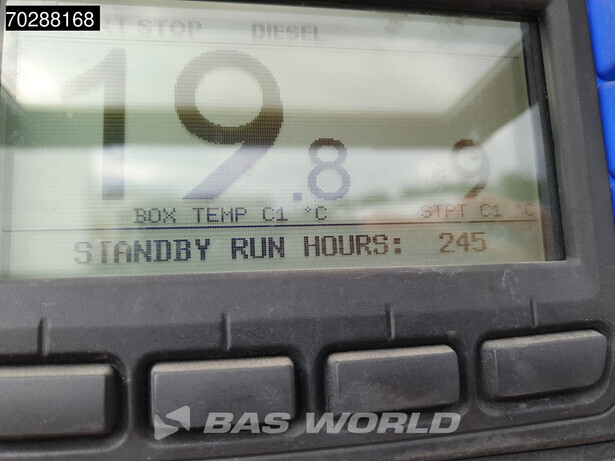 70288168
STOP DIESEL
19.8 9
BOX TEMP C1 °C STPT C1 °C
STANDBY RUN HOURS: 245
BAS WORLD